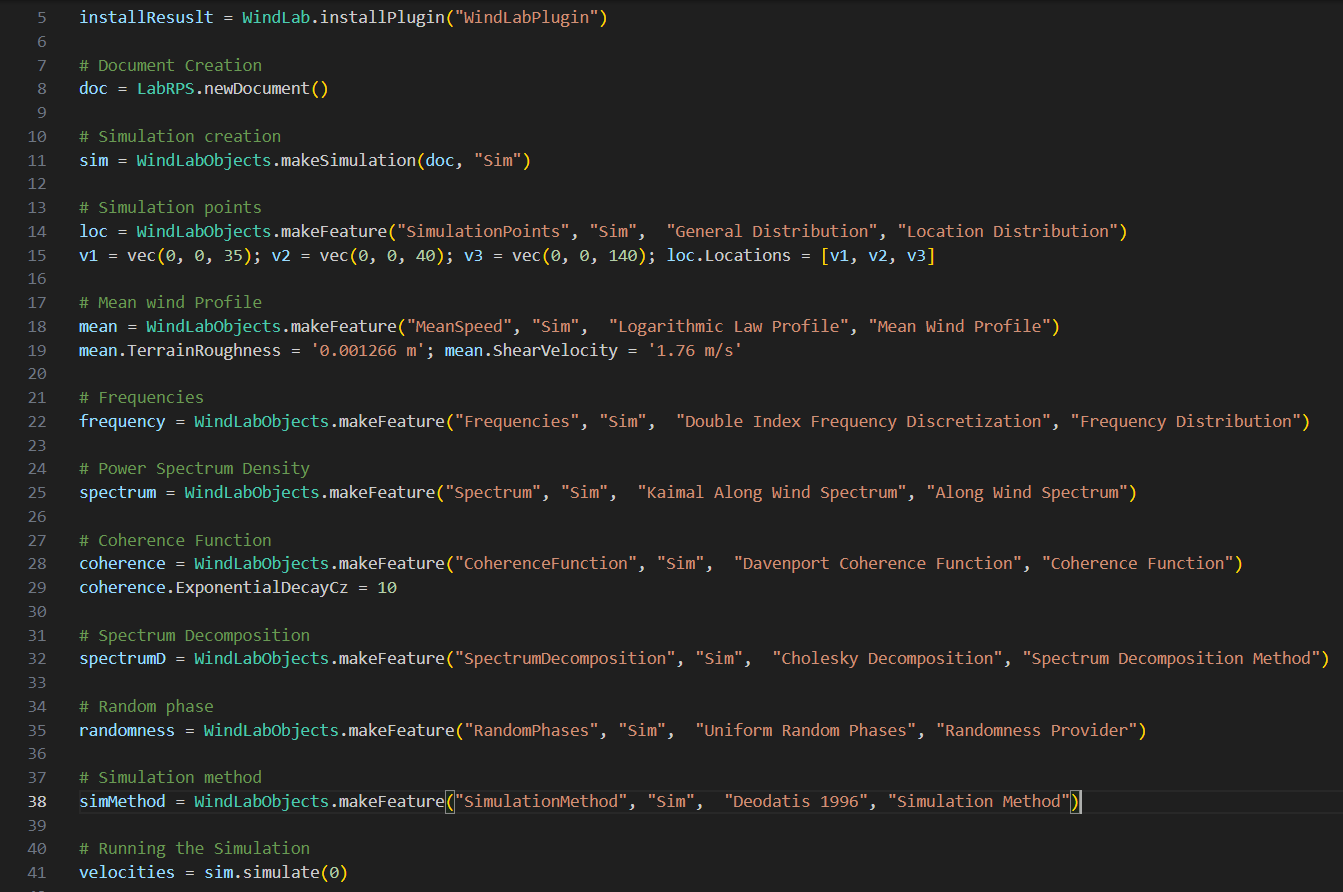 5 installResuslt = WindLab.installPlugin("WindLabPlugin")
6
7 # Document Creation
8 doc = LabRPS.newDocument()
9
10 # Simulation creation
11 sim = WindLabObjects.makeSimulation(doc, "Sim")
12
13 # Simulation points
14 loc = WindLabObjects.makeFeature("SimulationPoints", "Sim",  "General Distribution", "Location Distribution")
15 v1 = vec(0, 0, 35); v2 = vec(0, 0, 40); v3 = vec(0, 0, 140); loc.Locations = [v1, v2, v3]
16
17 # Mean wind Profile
18 mean = WindLabObjects.makeFeature("MeanSpeed", "Sim",  "Logarithmic Law Profile", "Mean Wind Profile")
19 mean.TerrainRoughness = '0.001266 m'; mean.ShearVelocity = '1.76 m/s'
20
21 # Frequencies
22 frequency = WindLabObjects.makeFeature("Frequencies", "Sim",  "Double Index Frequency Discretization", "Frequency Distribution")
23
24 # Power Spectrum Density
25 spectrum = WindLabObjects.makeFeature("Spectrum", "Sim",  "Kaimal Along Wind Spectrum", "Along Wind Spectrum")
26
27 # Coherence Function
28 coherence = WindLabObjects.makeFeature("CoherenceFunction", "Sim",  "Davenport Coherence Function", "Coherence Function")
29 coherence.ExponentialDecayCz = 10
30
31 # Spectrum Decomposition
32 spectrumD = WindLabObjects.makeFeature("SpectrumDecomposition", "Sim",  "Cholesky Decomposition", "Spectrum Decomposition Method")
33
34 # Random phase
35 randomness = WindLabObjects.makeFeature("RandomPhases", "Sim",  "Uniform Random Phases", "Randomness Provider")
36
37 # Simulation method
38 simMethod = WindLabObjects.makeFeature("SimulationMethod", "Sim",  "Deodatis 1996", "Simulation Method")
39
40 # Running the Simulation
41 velocities = sim.simulate(0)